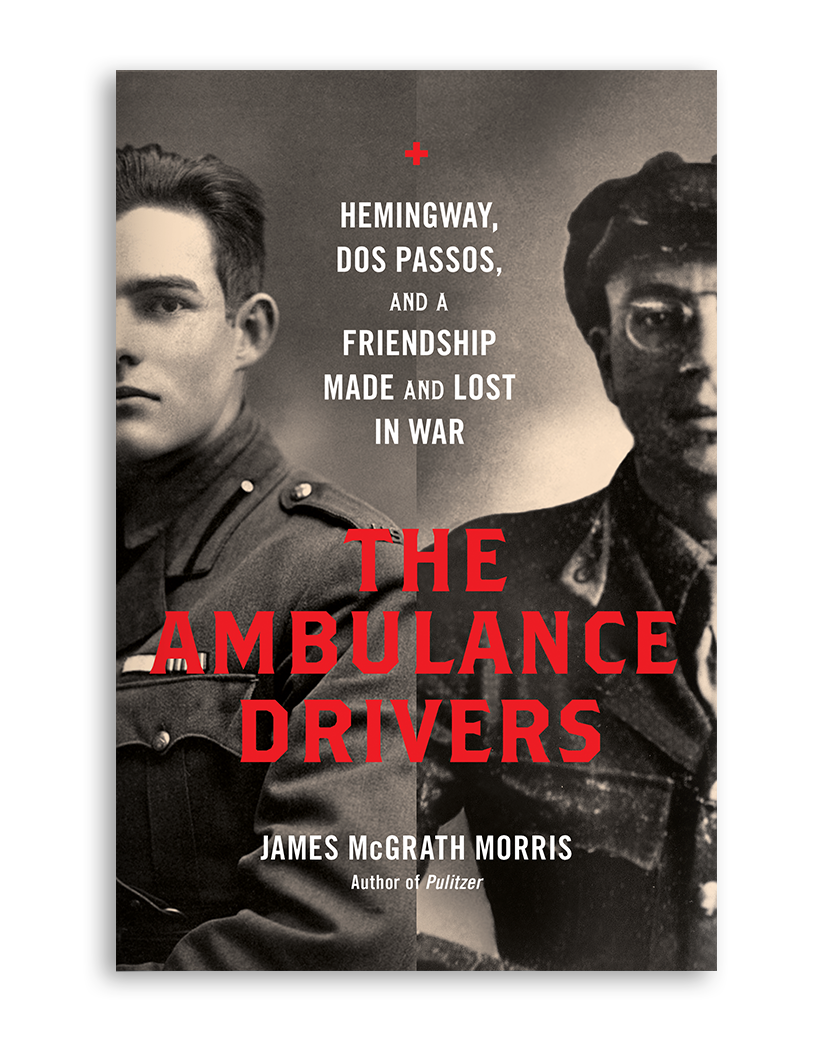 HEMINGWAY,
DOS PASSOS,
AND A
FRIENDSHIP
MADE AND LOST
IN WAR
THE
AMBULANCE
DRIVERS
JAMES McGRATH MORRIS
Author of Pulitzer